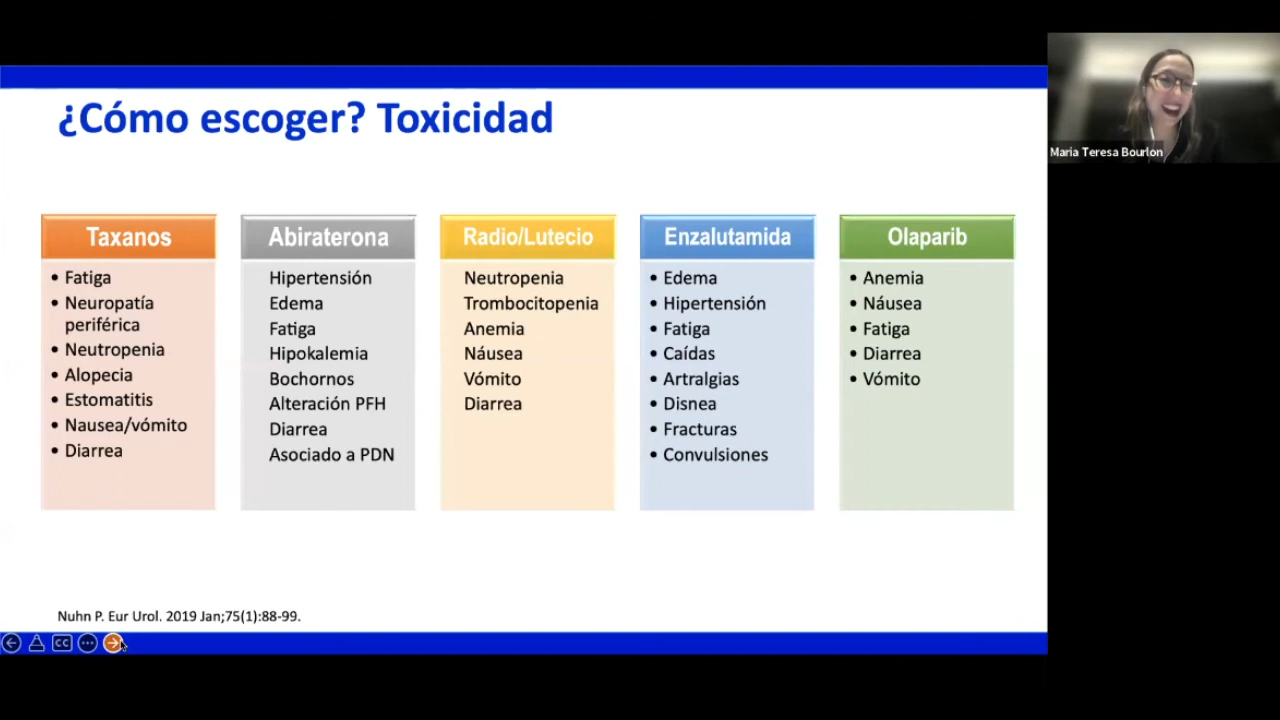 ¿Cómo escoger? Toxicidad
Maria Teresa Bourlon
Taxanos
• Fatiga
• Neuropatía
periférica
• Neutropenia
• Alopecia
• Estomatitis
• Nausea/vómito
• Diarrea
Abiraterona
Hipertensión
Edema
Fatiga
Hipokalemia
Bochornos
Alteración PFH
Diarrea
Asociado a PDN
Radio/Lutecio
Neutropenia
Trombocitopenia
Anemia
Náusea
Vómito
Diarrea
Enzalutamida
• Edema
• Hipertensión
• Fatiga
• Caídas
• Artralgias
• Disnea
• Fracturas
• Convulsiones
Olaparib
• Anemia
• Náusea
• Fatiga
• Diarrea
• Vómito
Nuhn P. Eur Urol. 2019 Jan;75(1):88-99.
CC